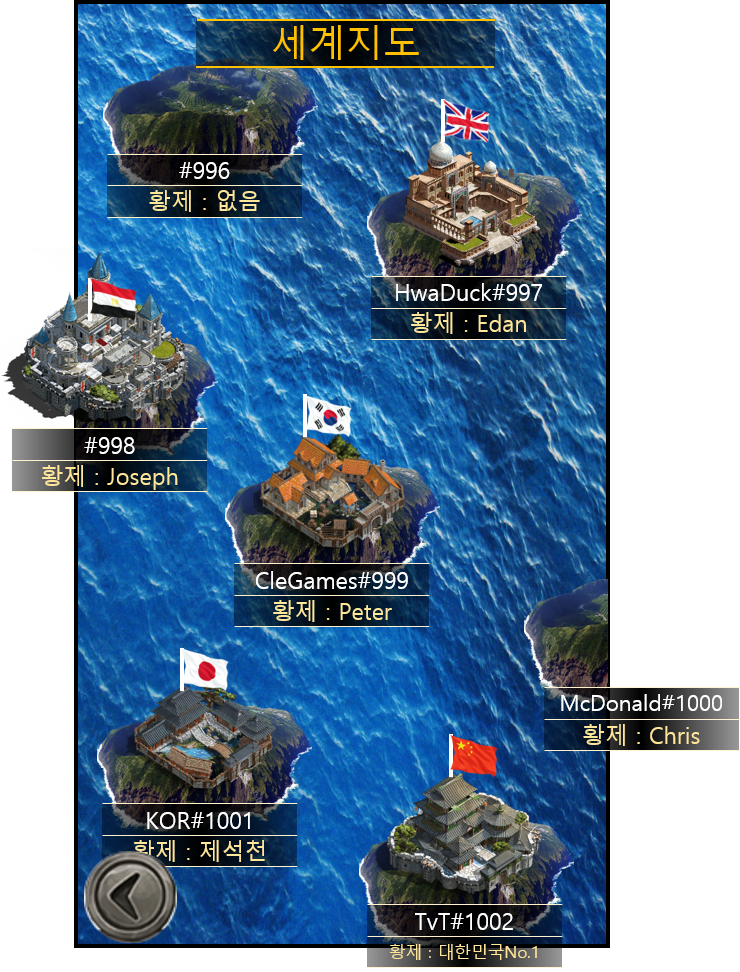 세계지도
#996
황제 : 없음
HwaDuck#997
황제 : Edan
#998
황제 : Joseph
CleGames#999
황제 : Peter
McDonald#1000
황제 : Chris
KOR#1001
황제 : 제석천
TvT#1002
황제 : 대한민국No.1